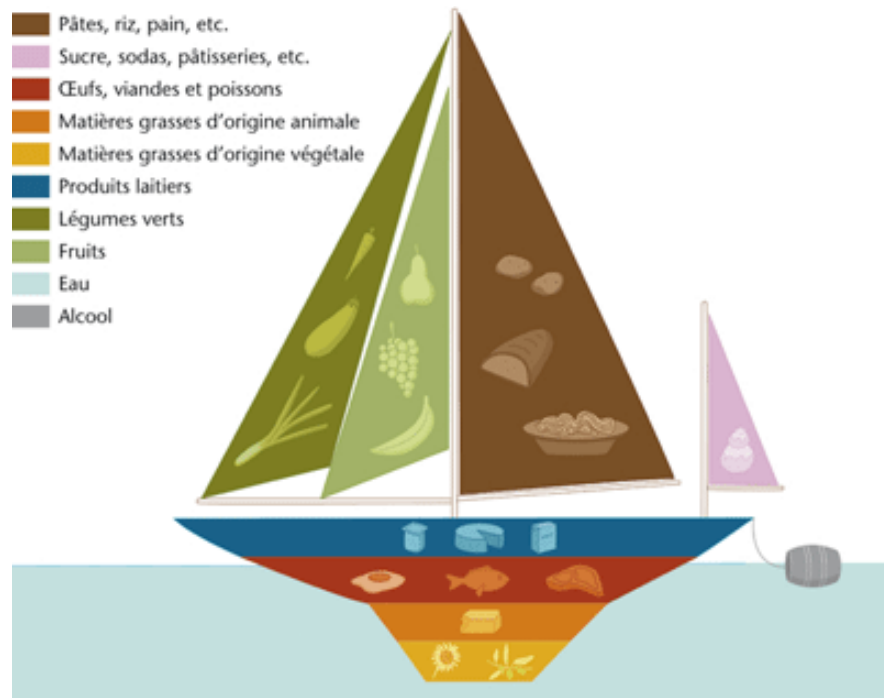 Pâtes, riz, pain, etc.
Sucre, sodas, pâtisseries, etc.
Œufs, viandes et poissons
Matières grasses d'origine animale
Matières grasses d'origine végétale
Produits laitiers
Légumes verts
Fruits
Eau
Alcool